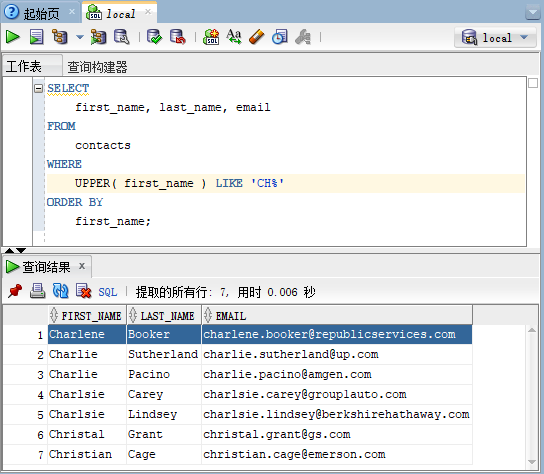 起始页 local
local
工作表 查询构建器
SELECT
first_name, last_name, email
FROM
contacts
WHERE
UPPER( first_name ) LIKE 'CH%'
ORDER BY
first_name;
查询结果 x
SQL | 提取的所有行: 7, 用时 0.006 秒
FIRST_NAME LAST_NAME EMAIL
1 Charlene Booker charlene.booker@republicservices.com
2 Charlie Sutherland charlie.sutherland@up.com
3 Charlie Pacino charlie.pacino@amgen.com
4 Charlsie Carey charlsie.carey@grouplauto.com
5 Charlsie Lindsey charlsie.lindsey@berkshirehathaway.com
6 Christal Grant christal.grant@gs.com
7 Christian Cage christian.cage@emerson.com